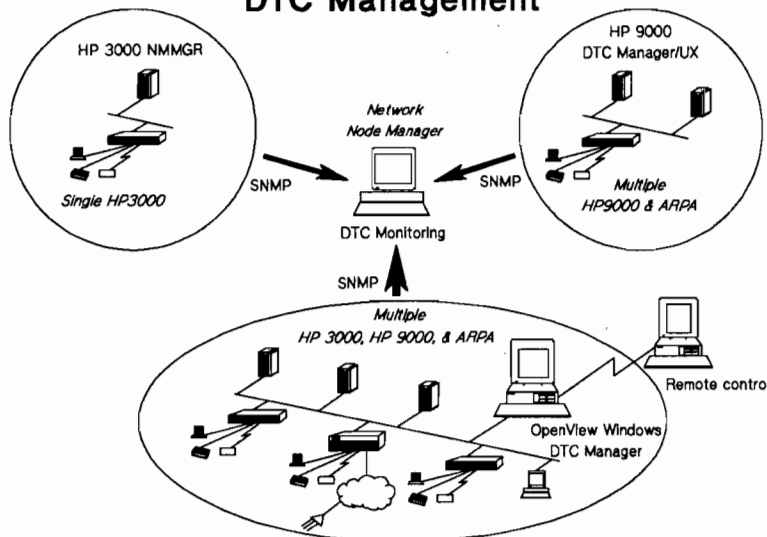 DTC Management
HP 3000 NMMGR
Single HP3000
SNMP
Network
Node Manager
DTC Monitoring
HP 9000
DTC Manager/UX
Multiple
HP9000 & ARPA
SNMP
SNMP
Multiple
HP 3000, HP 9000, & ARPA
OpenView Windows
DTC Manager
Remote contro